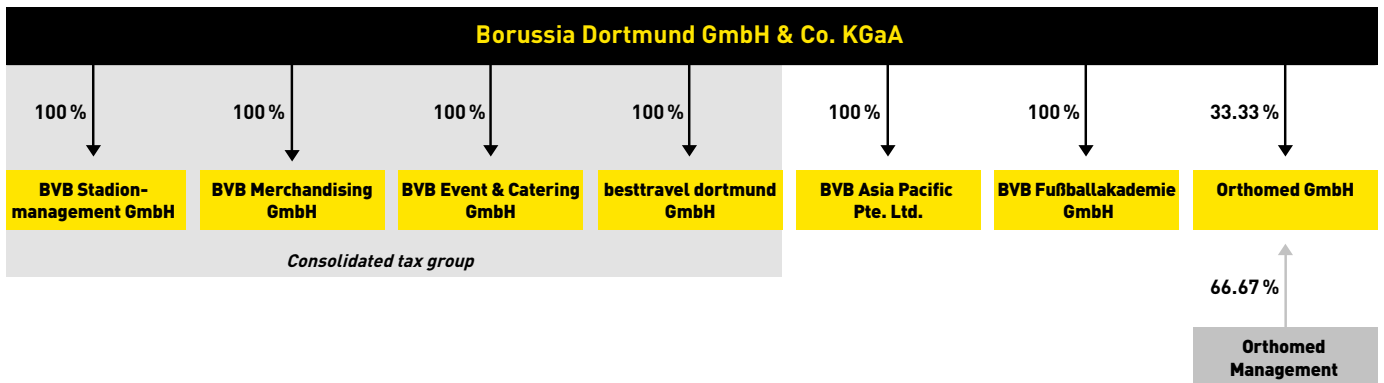 Borussia Dortmund GmbH & Co. KGaA
100 %
100 %
100 %
100 %
100 %
100 %
33.33 %
BVB Stadion-
management GmbH
BVB Merchandising
GmbH
BVB Event & Catering
GmbH
besttravel dortmund
GmbH
BVB Asia Pacific
Pte. Ltd.
BVB Fußballakademie
GmbH
Orthomed GmbH
Consolidated tax group
66.67 %
Orthomed
Management